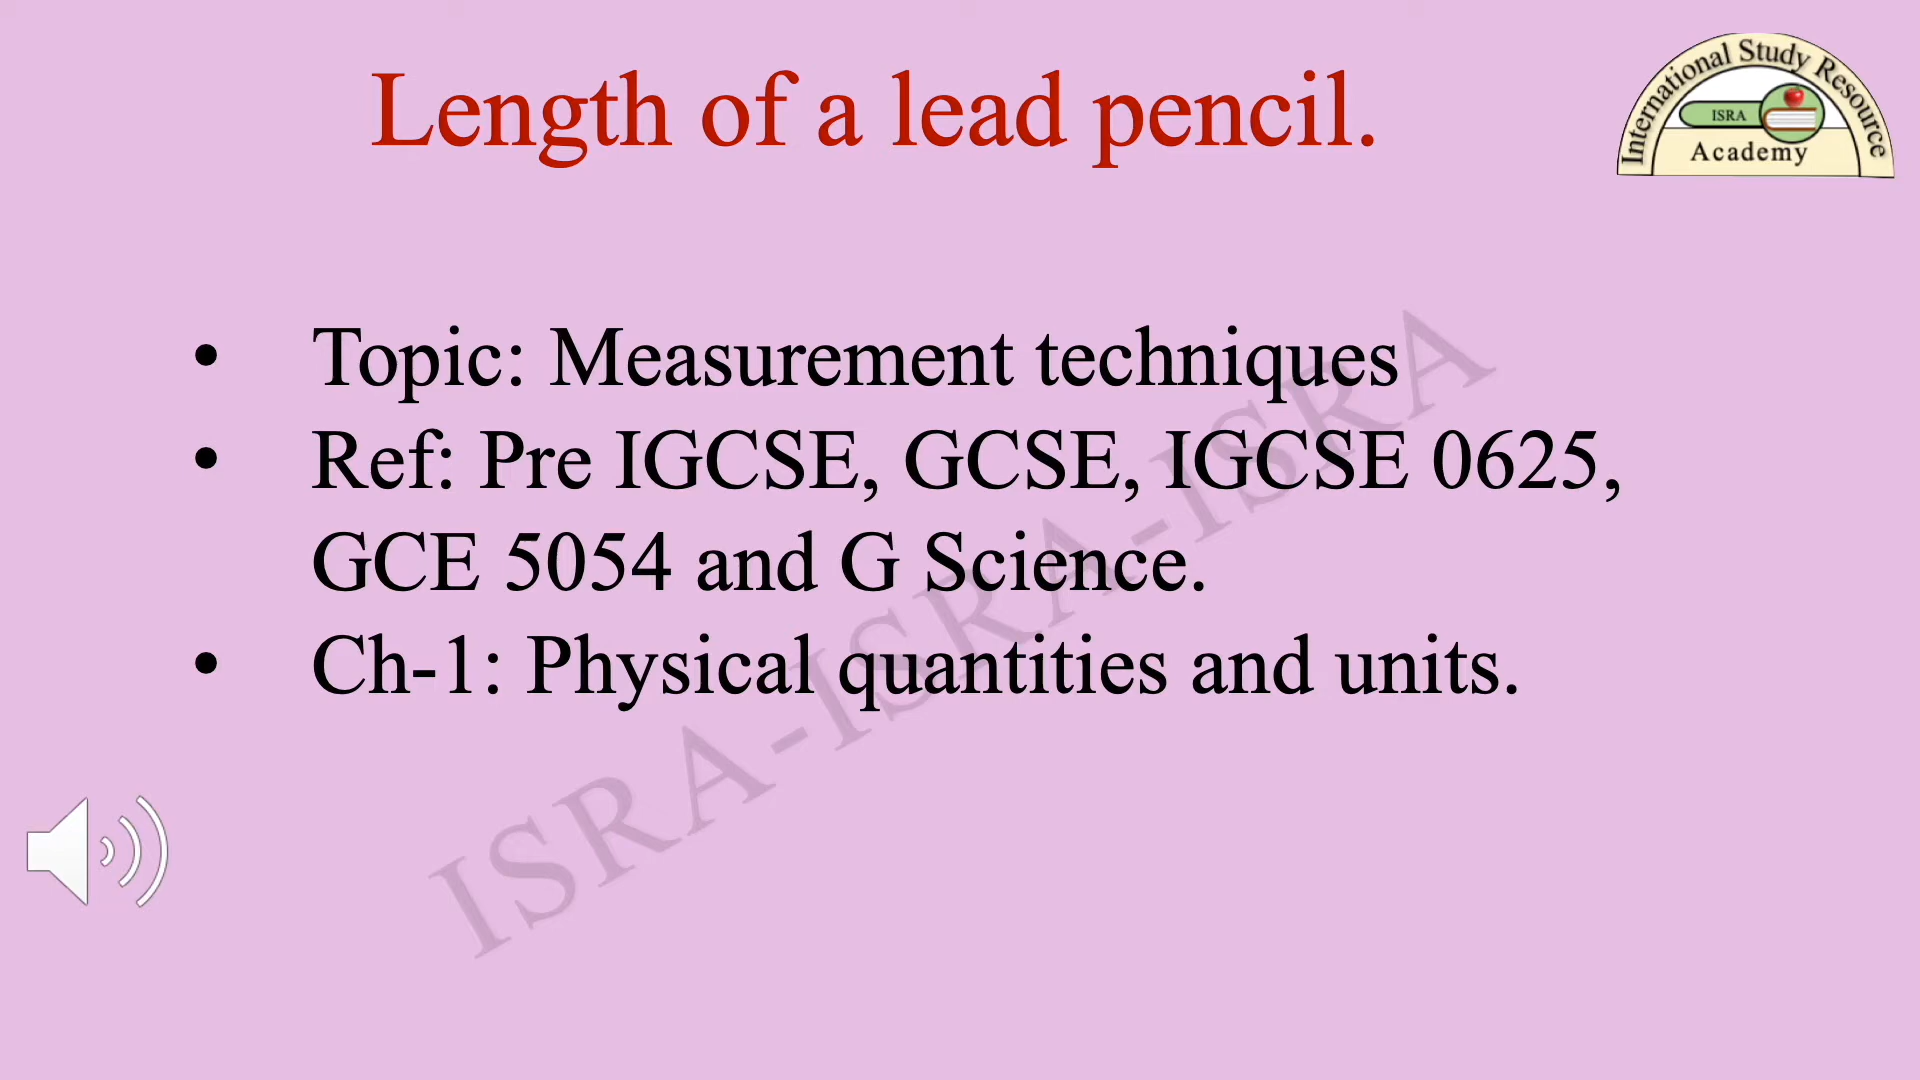 Length of a lead pencil.
International Study Resource
ISRA
Academy
• Topic: Measurement techniques
• Ref: Pre IGCSE, GCSE, IGCSE 0625,
GCE 5054 and G Science.
• Ch-1: Physical quantities and units.
ISRA-ISRA-ISRA